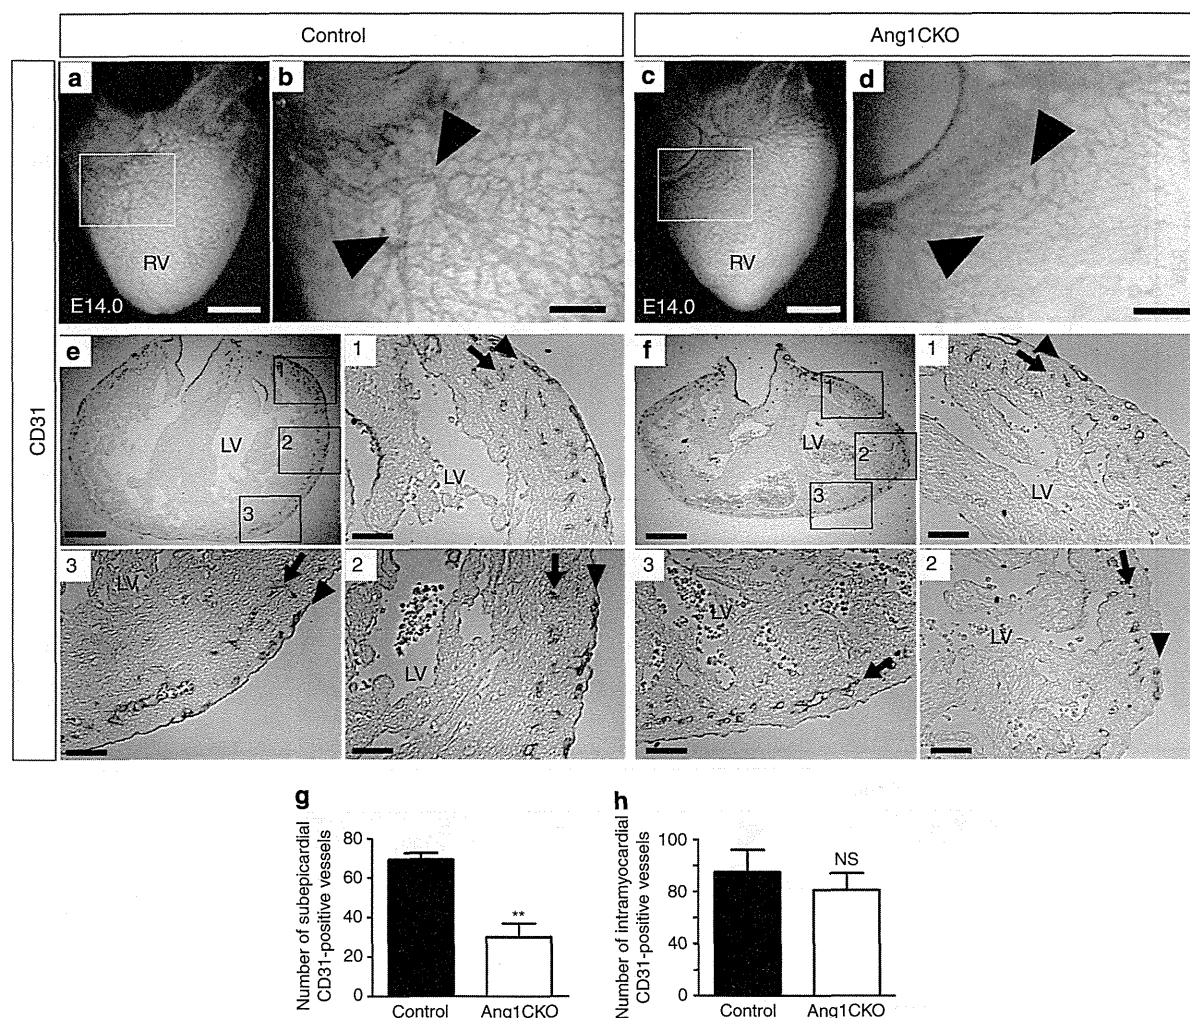 Control
Ang1CKO
CD31
a
RV
E14.0
b
c
RV
E14.0
d
e
LV
1
2
3
1
LV
f
LV
1
2
3
1
LV
3
LV
2
LV
3
LV
2
LV
g
Number of subepicardial
CD31-positive vessels
80
60
40
20
0
**
Control
Ang1CKO
h
Number of intramyocardial
CD31-positive vessels
100
80
40
0
NS
Control
Ang1CKO